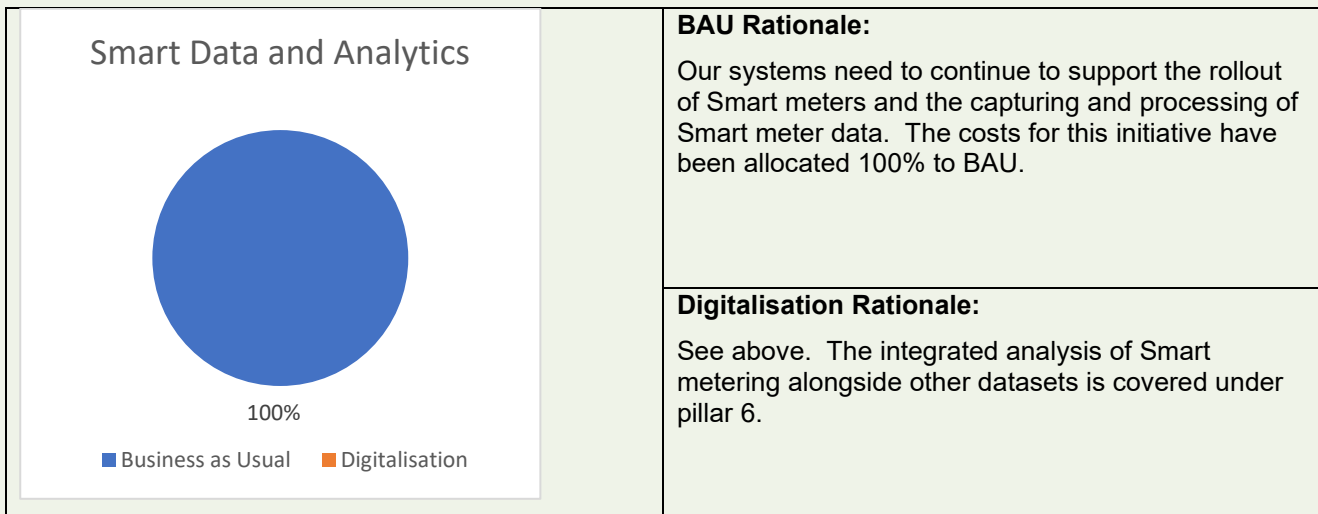 Smart Data and Analytics
100%
Business as Usual Digitalisation
BAU Rationale:
Our systems need to continue to support the rollout
of Smart meters and the capturing and processing of
Smart meter data. The costs for this initiative have
been allocated 100% to BAU.
Digitalisation Rationale:
See above. The integrated analysis of Smart
metering alongside other datasets is covered under
pillar 6.